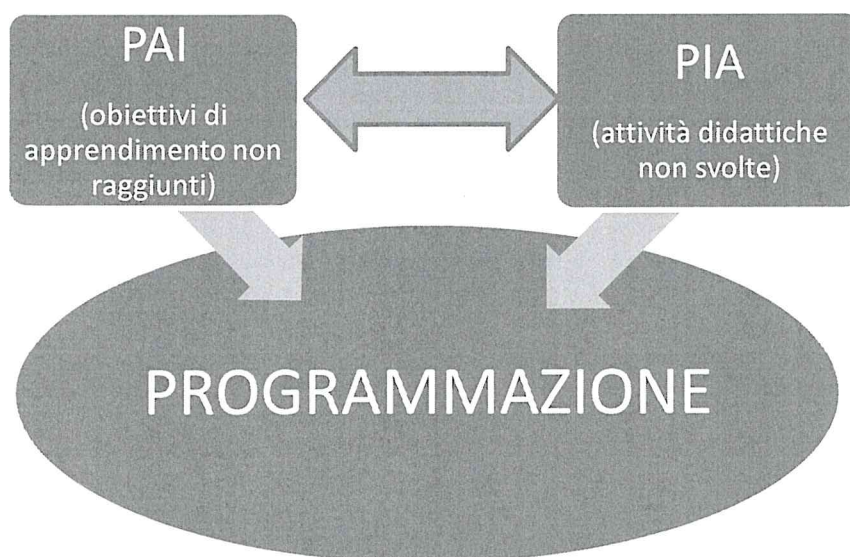 PAI
(obiettivi di
apprendimento non
raggiunti)
PIA
(attività didattiche
non svolte)
PROGRAMMAZIONE